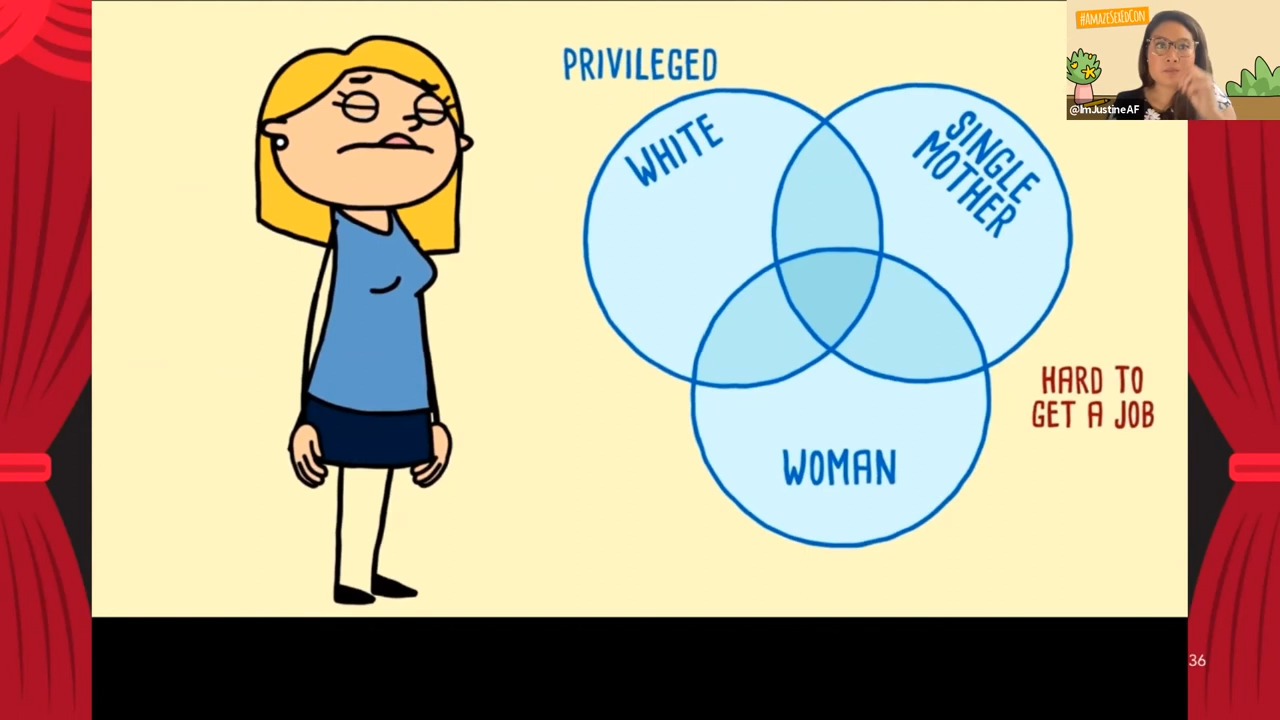 PRIVILEGED
WHITE
SINGLE
MOTHER
WOMAN
HARD TO
GET A JOB
#AMAZESEXEDCON
@ImJustineAF
36